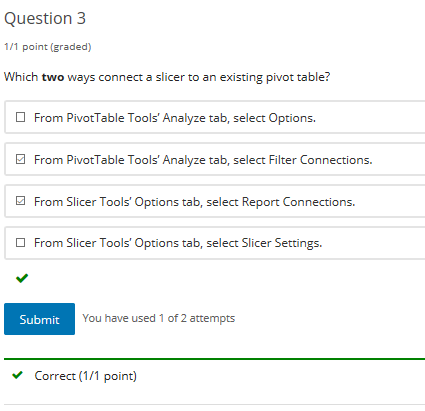 Question 3
1/1 point (graded)
Which two ways connect a slicer to an existing pivot table?
From PivotTable Tools’ Analyze tab, select Options.
From PivotTable Tools’ Analyze tab, select Filter Connections.
From Slicer Tools’ Options tab, select Report Connections.
From Slicer Tools’ Options tab, select Slicer Settings.
Submit You have used 1 of 2 attempts
Correct (1/1 point)